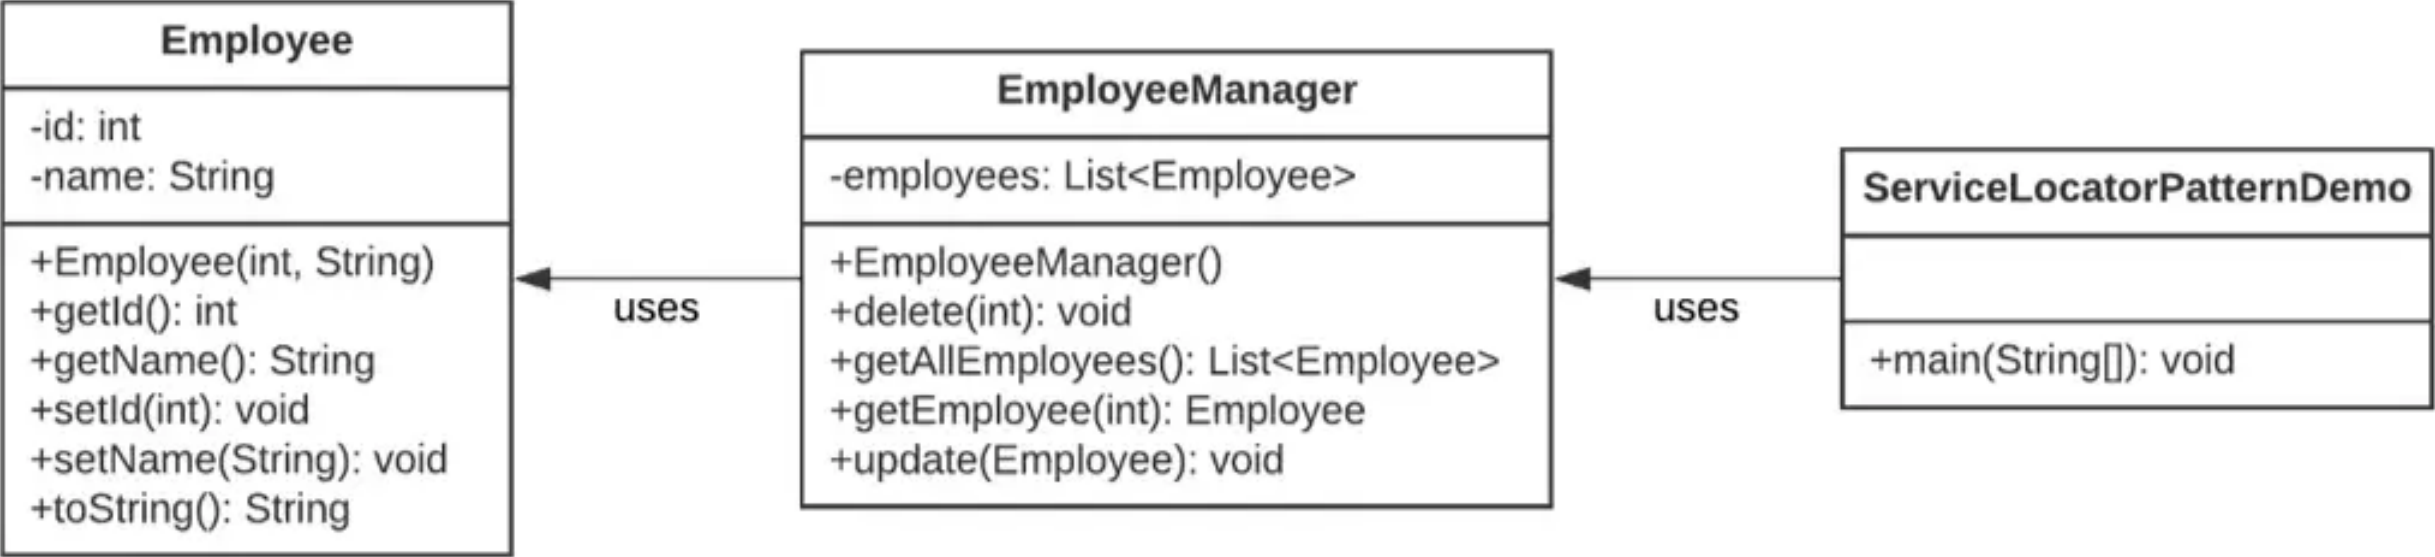 Employee
-id: int
-name: String
+Employee(int, String)
+getId(): int
+getName(): String
+setId(int): void
+setName(String): void
+toString(): String
uses
EmployeeManager
-employees: List<Employee>
+EmployeeManager()
+delete(int): void
+getAllEmployees(): List<Employee>
+getEmployee(int): Employee
+update(Employee): void
uses
ServiceLocatorPatternDemo
+main(String[]): void